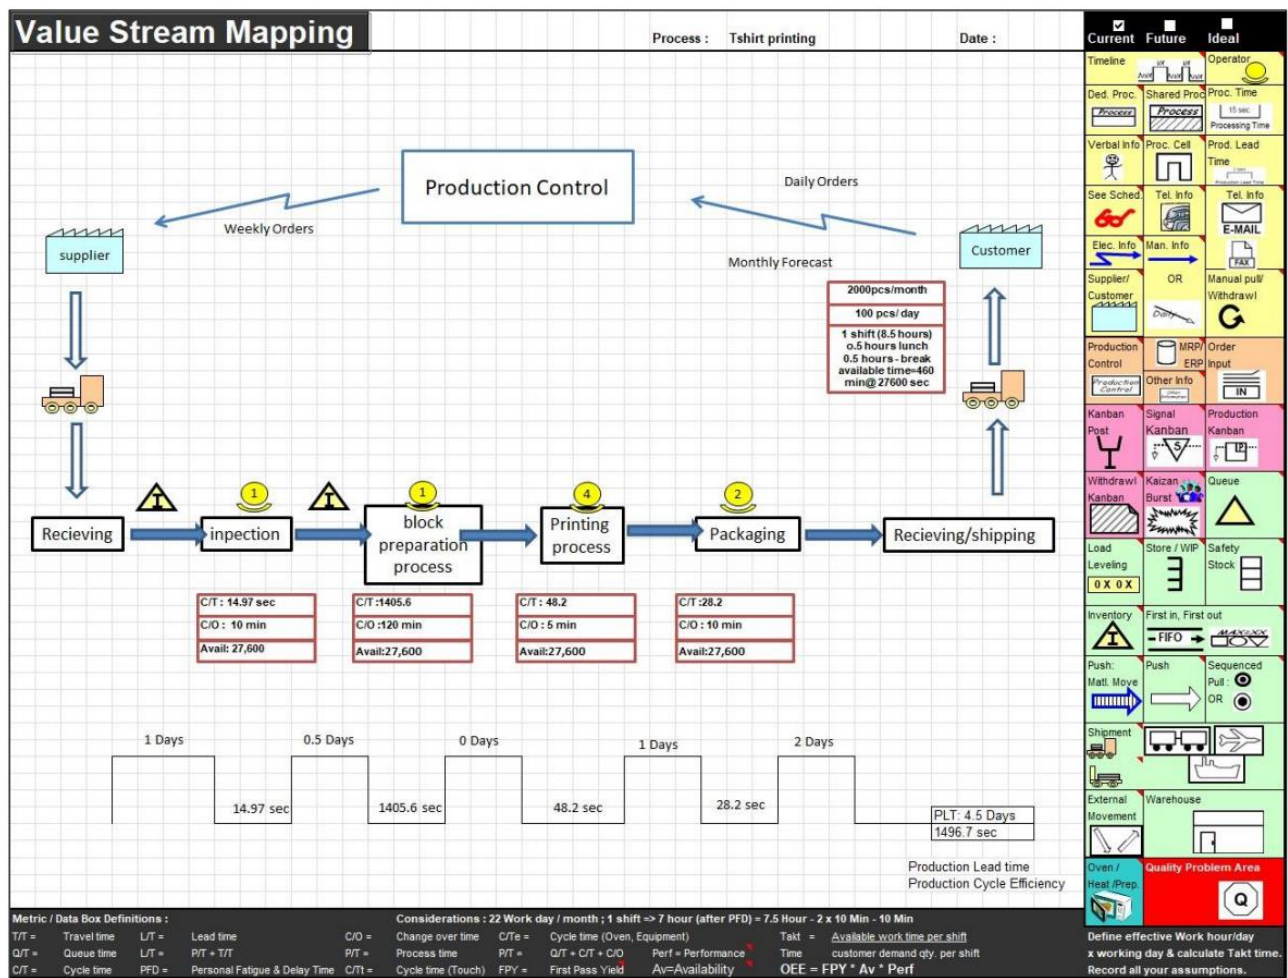 Value Stream Mapping
Process : Tshirt printing
Date :
Current Future Ideal
Production Control
Daily Orders
Weekly Orders
Monthly Forecast
supplier
Customer
2000pcs/month
100 pcs/ day
1 shift (8.5 hours)
o.5 hours lunch
0.5 hours - break
available time=460
min@ 27600 sec
1
1
4
2
I
I
Recieving
inpection
block
preparation
process
Printing
process
Packaging
Recieving/shipping
C/T : 14.97 sec
C/O : 10 min
Avail: 27,600
C/T :1405.6
C/O :120 min
Avail:27,600
C/T : 48.2
C/O : 5 min
Avail:27,600
C/T:28.2
C/O : 10 min
Avail:27,600
1 Days
0.5 Days
0 Days
1 Days
2 Days
14.97 sec
1405.6 sec
48.2 sec
28.2 sec
PLT: 4.5 Days
1496.7 sec
Production Lead time
Production Cycle Efficiency
Timeline
Operator
Ded. Proc.
Process
Shared Proc
Process
Proc. Time
15 sec
Processing Time
Verbal Info
Proc. Cell
Prod. Lead
Time
Production Lead Time
See Sched.
Tel. Info
Tel. Info
E-MAIL
Elec. Info
Man. Info
FAX
Supplier/
Customer
OR
Daily
Manual pull/
Withdrawl
Production
Control
Production
Control
MRP/
ERP
Other Info
Order
Input
IN
Kanban
Post
Signal
Kanban
S
Production
Kanban
P
Withdrawl
Kanban
Kaizan
Burst
Queue
Load
Leveling
0 X 0 X
Store / WIP
Safety
Stock
Inventory
I
First in, First out
FIFO
MAX=XX
Push:
Matl. Move
Push
Sequenced
Pull :
OR
Shipment
External
Movement
Warehouse
Oven /
Heat /Prep.
Quality Problem Area
Q
Metric / Data Box Definitions :
Considerations : 22 Work day / month ; 1 shift => 7 hour (after PFD) = 7.5 Hour - 2 x 10 Min - 10 Min
T/T = Travel time L/T = Lead time C/O = Change over time C/Te = Cycle time (Oven, Equipment) Takt = Available work time per shift
Q/T = Queue time L/T = P/T + T/T P/T = Process time P/T = Q/T + C/T + C/O Perf = Performance Time customer demand qty. per shift
C/T = Cycle time PFD = Personal Fatigue & Delay Time C/Tt = Cycle time (Touch) FPY = First Pass Yield Av=Availability OEE = FPY * Av * Perf
Define effective Work hour/day
x working day & calculate Takt time.
Record all your assumptions.